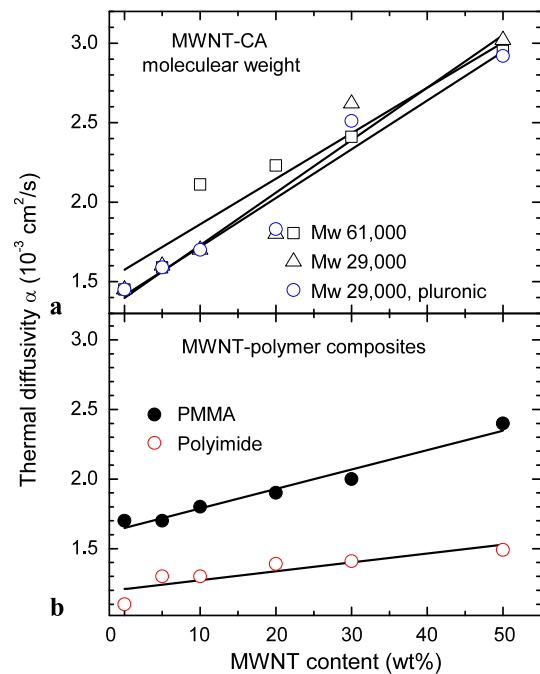 MWNT-CA
moleculear weight
3.0
2.5
2.0
1.5
Mw 61,000
Mw 29,000
Mw 29,000, pluronic
a
Thermal diffusivity α (10⁻³ cm²/s)
MWNT-polymer composites
3.0
2.5
2.0
1.5
PMMA
Polyimide
b
0 10 20 30 40 50
MWNT content (wt%)